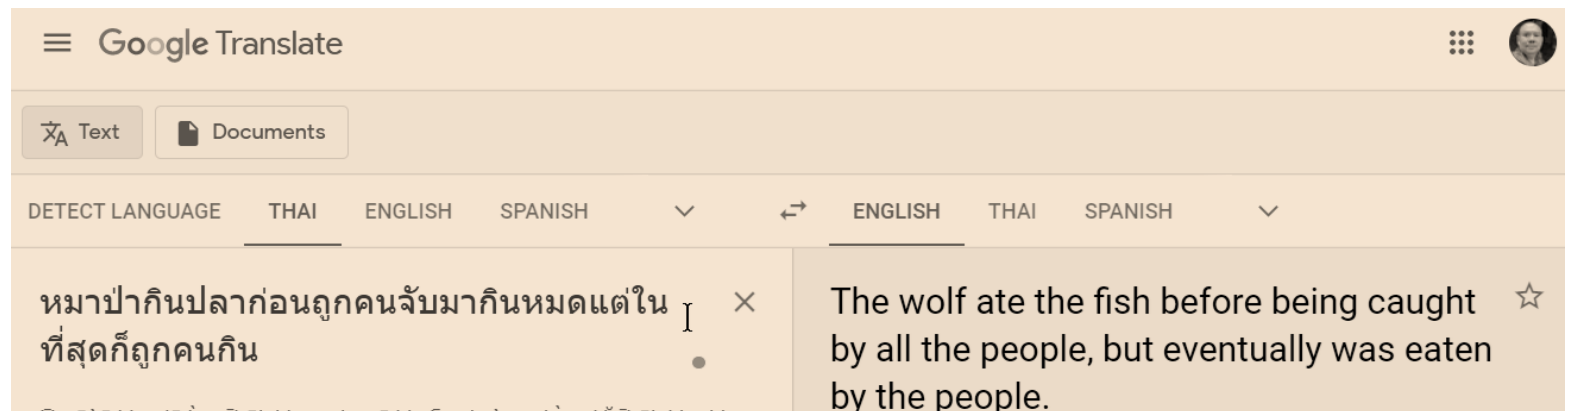 Google Translate
Text Documents
DETECT LANGUAGE THAI ENGLISH SPANISH ENGLISH THAI SPANISH
หมาป่ากินปลาก่อนถูกคนจับมากินหมดแต่ใน
ที่สุดก็ถูกคนกิน
The wolf ate the fish before being caught
by all the people, but eventually was eaten
by the people.